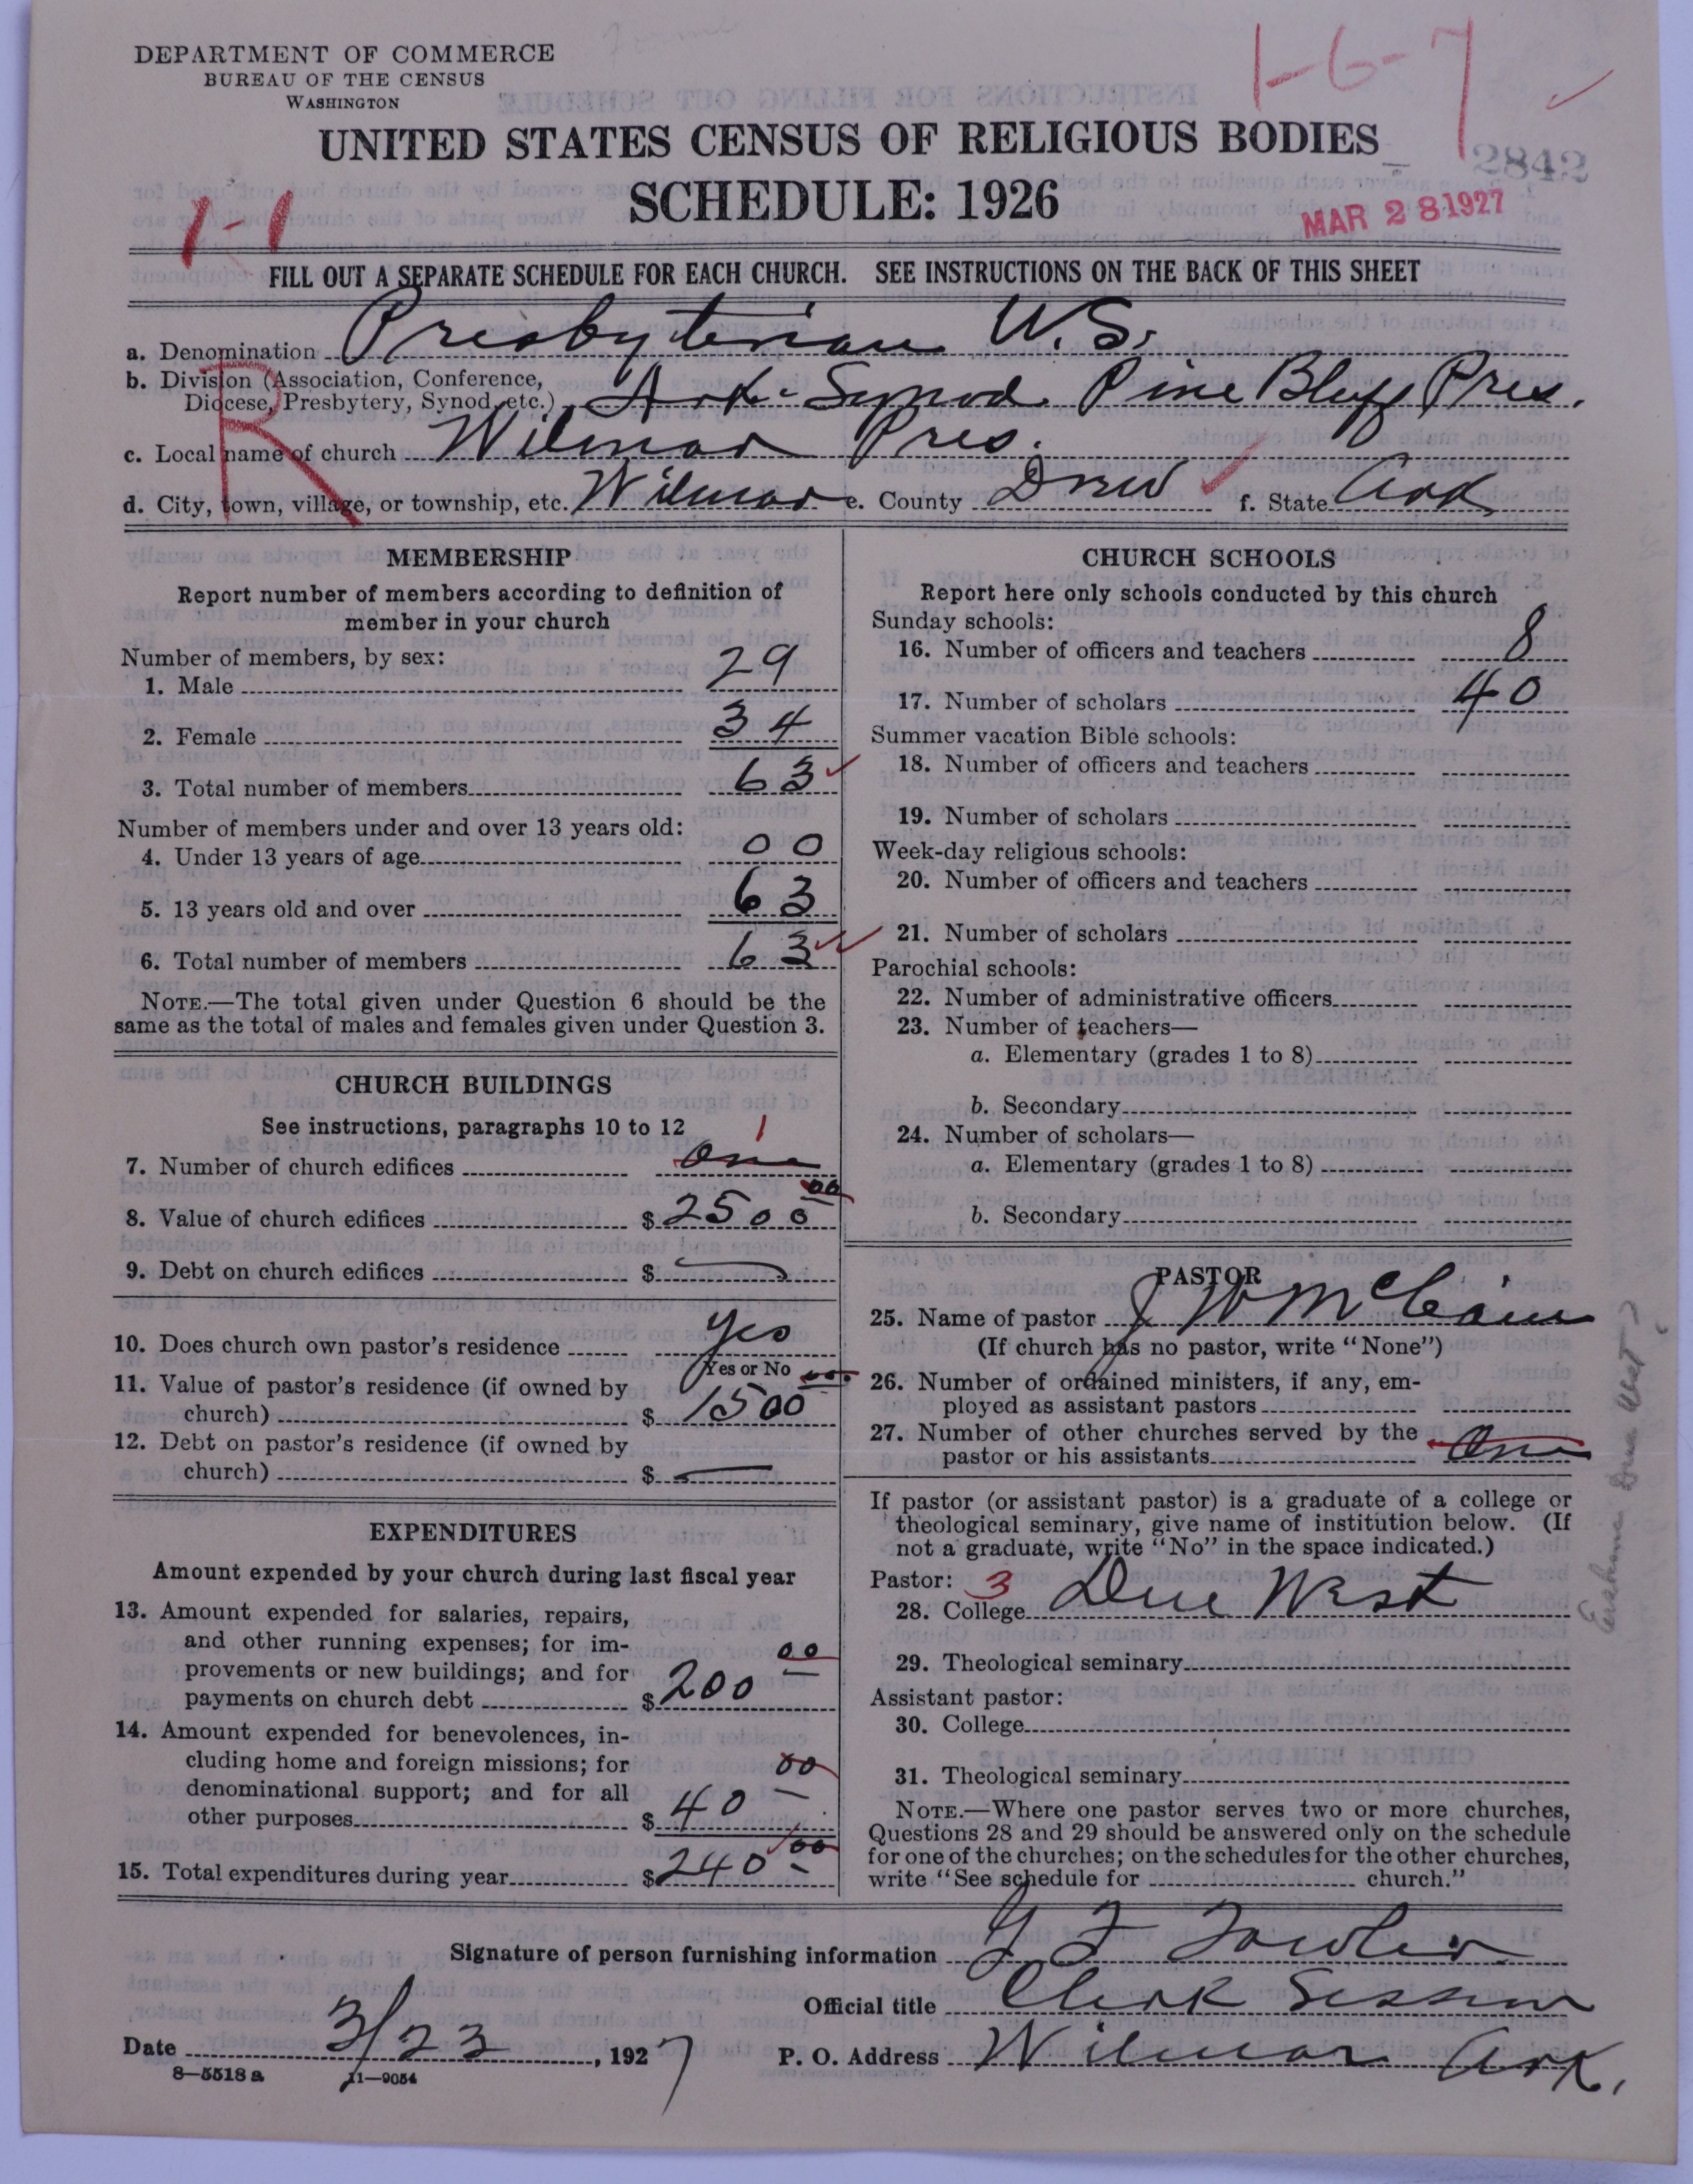 DEPARTMENT OF COMMERCE
BUREAU OF THE CENSUS
WASHINGTON
1-6-7
UNITED STATES CENSUS OF RELIGIOUS BODIES
2842
SCHEDULE: 1926
MAR 28 1927
1-1
FILL OUT A SEPARATE SCHEDULE FOR EACH CHURCH. SEE INSTRUCTIONS ON THE BACK OF THIS SHEET
a. Denomination Presbyterian U.S.
b. Division (Association, Conference,
Diocese, Presbytery, Synod, etc.) Ark. Synod Pine Bluff Pres.
R
c. Local name of church Wilmar Pres.
d. City, town, village, or township, etc. Wilmar e. County Drew f. State Ark
MEMBERSHIP
Report number of members according to definition of
member in your church
Number of members, by sex:
1. Male 29
2. Female 34
3. Total number of members 63
Number of members under and over 13 years old:
4. Under 13 years of age 00
5. 13 years old and over 63
6. Total number of members 63
NOTE.—The total given under Question 6 should be the
same as the total of males and females given under Question 3.
CHURCH BUILDINGS
See instructions, paragraphs 10 to 12
1
7. Number of church edifices One
8. Value of church edifices $ 2500 00
9. Debt on church edifices $ —
10. Does church own pastor's residence Yes
Yes or No
11. Value of pastor's residence (if owned by
church) $ 1500
12. Debt on pastor's residence (if owned by
church) $ —
EXPENDITURES
Amount expended by your church during last fiscal year
13. Amount expended for salaries, repairs,
and other running expenses; for im-
provements or new buildings; and for
payments on church debt $ 200 00
14. Amount expended for benevolences, in-
cluding home and foreign missions; for
denominational support; and for all
other purposes $ 40 00
15. Total expenditures during year $ 240 00
CHURCH SCHOOLS
Report here only schools conducted by this church
Sunday schools:
16. Number of officers and teachers 8
17. Number of scholars 40
Summer vacation Bible schools:
18. Number of officers and teachers
19. Number of scholars
Week-day religious schools:
20. Number of officers and teachers
21. Number of scholars
Parochial schools:
22. Number of administrative officers
23. Number of teachers—
a. Elementary (grades 1 to 8)
b. Secondary
24. Number of scholars—
a. Elementary (grades 1 to 8)
b. Secondary
PASTOR
25. Name of pastor J W McClain
(If church has no pastor, write "None")
26. Number of ordained ministers, if any, em-
ployed as assistant pastors
27. Number of other churches served by the
pastor or his assistants One
If pastor (or assistant pastor) is a graduate of a college or
theological seminary, give name of institution below. (If
not a graduate, write "No" in the space indicated.)
Pastor: 3
28. College Due West
29. Theological seminary
Assistant pastor:
30. College
31. Theological seminary
NOTE.—Where one pastor serves two or more churches,
Questions 28 and 29 should be answered only on the schedule
for one of the churches; on the schedules for the other churches,
write "See schedule for church."
Erskine Due West
Signature of person furnishing information Fowler
Official title Clerk Session
Date 3/23, 1927 P. O. Address Wilmar Ark.
8—5518 a 11—9054